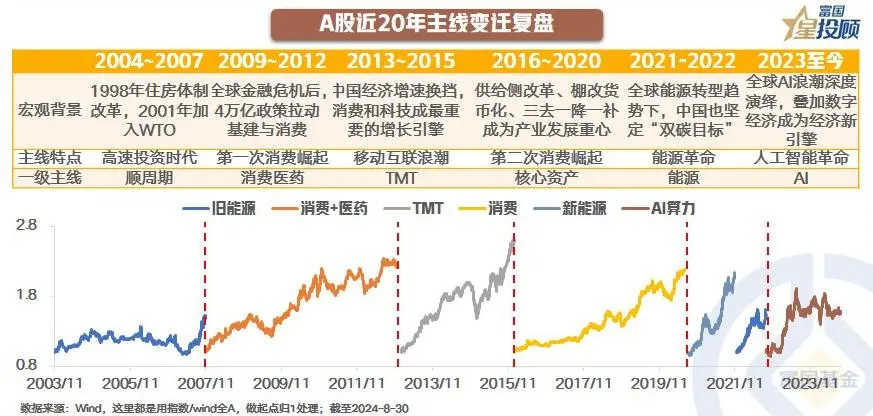 A股近20年主线变迁复盘
富国
星投顾
2004~2007 2009~2012 2013~2015 2016~2020 2021-2022 2023至今
宏观背景
1998年住房体制
改革，2001年加
入WTO
全球金融危机后，
4万亿政策拉动
基建与消费
中国经济增速换挡，
消费和科技成最重
要的增长引擎
供给侧改革、棚改货
币化、三去一降一补
成为产业发展重心
全球能源转型趋
势下，中国也坚
定“双碳目标”
全球AI浪潮深度
演绎，叠加数字
经济成为经济新
引擎
主线特点 高速投资时代 第一次消费崛起 移动互联浪潮 第二次消费崛起 能源革命 人工智能革命
一级主线 顺周期 消费医药 TMT 核心资产 能源 AI
旧能源 消费+医药 TMT 消费 新能源 AI算力
2.8
1.8
0.8
2003/11 2005/11 2007/11 2009/11 2011/11 2015/11 2019/11 2021/11 2023/11
富国基金
数据来源：Wind，这里都是用指数/wind全A，做起点归1处理；截至2024-8-30